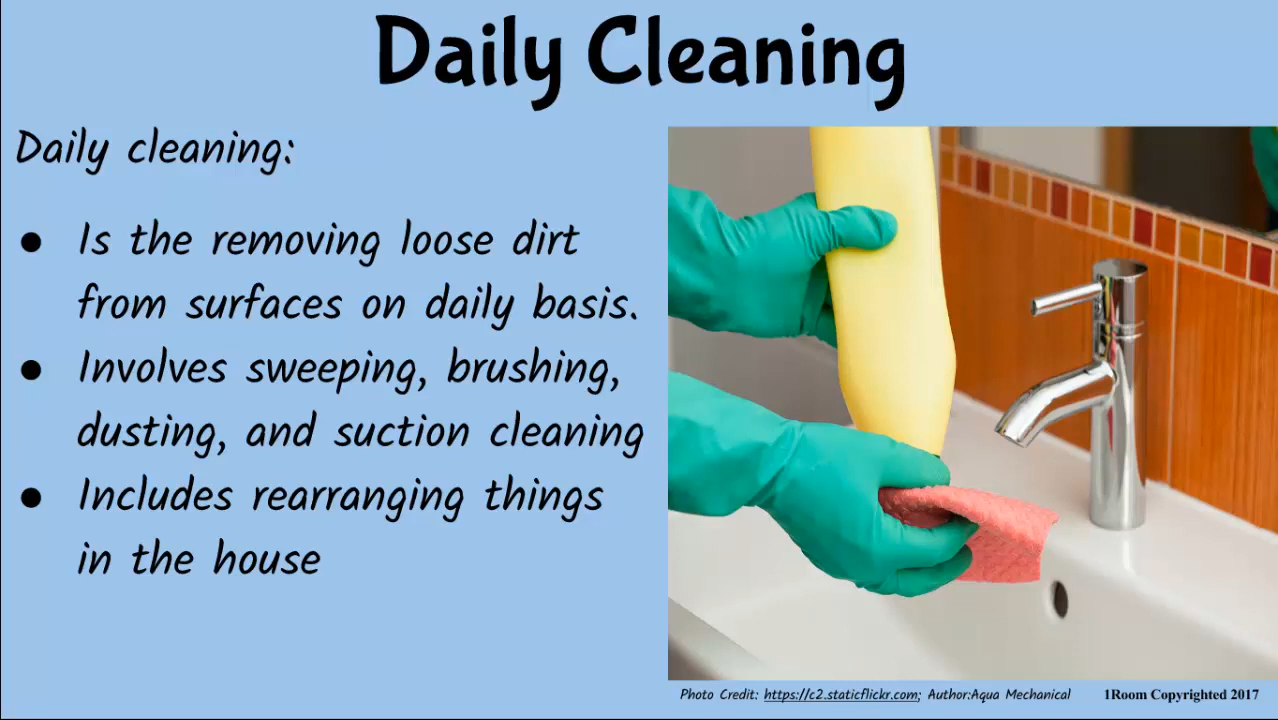 Daily Cleaning
Daily cleaning:
● Is the removing loose dirt
from surfaces on daily basis.
● Involves sweeping, brushing,
dusting, and suction cleaning
● Includes rearranging things
in the house
Photo Credit: https://c2.staticflickr.com; Author:Aqua Mechanical
1Room Copyrighted 2017